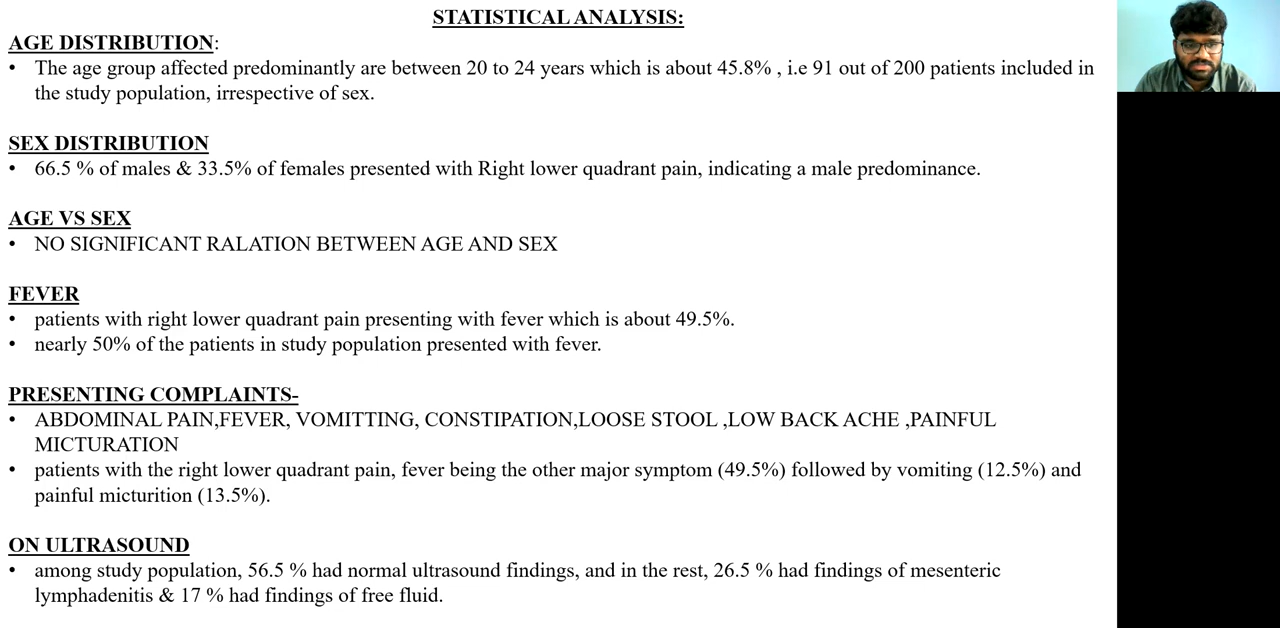 STATISTICAL ANALYSIS:
AGE DISTRIBUTION:
• The age group affected predominantly are between 20 to 24 years which is about 45.8% , i.e 91 out of 200 patients included in
the study population, irrespective of sex.
SEX DISTRIBUTION
• 66.5 % of males & 33.5% of females presented with Right lower quadrant pain, indicating a male predominance.
AGE VS SEX
• NO SIGNIFICANT RALATION BETWEEN AGE AND SEX
FEVER
• patients with right lower quadrant pain presenting with fever which is about 49.5%.
• nearly 50% of the patients in study population presented with fever.
PRESENTING COMPLAINTS-
• ABDOMINAL PAIN,FEVER, VOMITTING, CONSTIPATION,LOOSE STOOL ,LOW BACK ACHE ,PAINFUL
MICTURATION
• patients with the right lower quadrant pain, fever being the other major symptom (49.5%) followed by vomiting (12.5%) and
painful micturition (13.5%).
ON ULTRASOUND
• among study population, 56.5 % had normal ultrasound findings, and in the rest, 26.5 % had findings of mesenteric
lymphadenitis & 17 % had findings of free fluid.